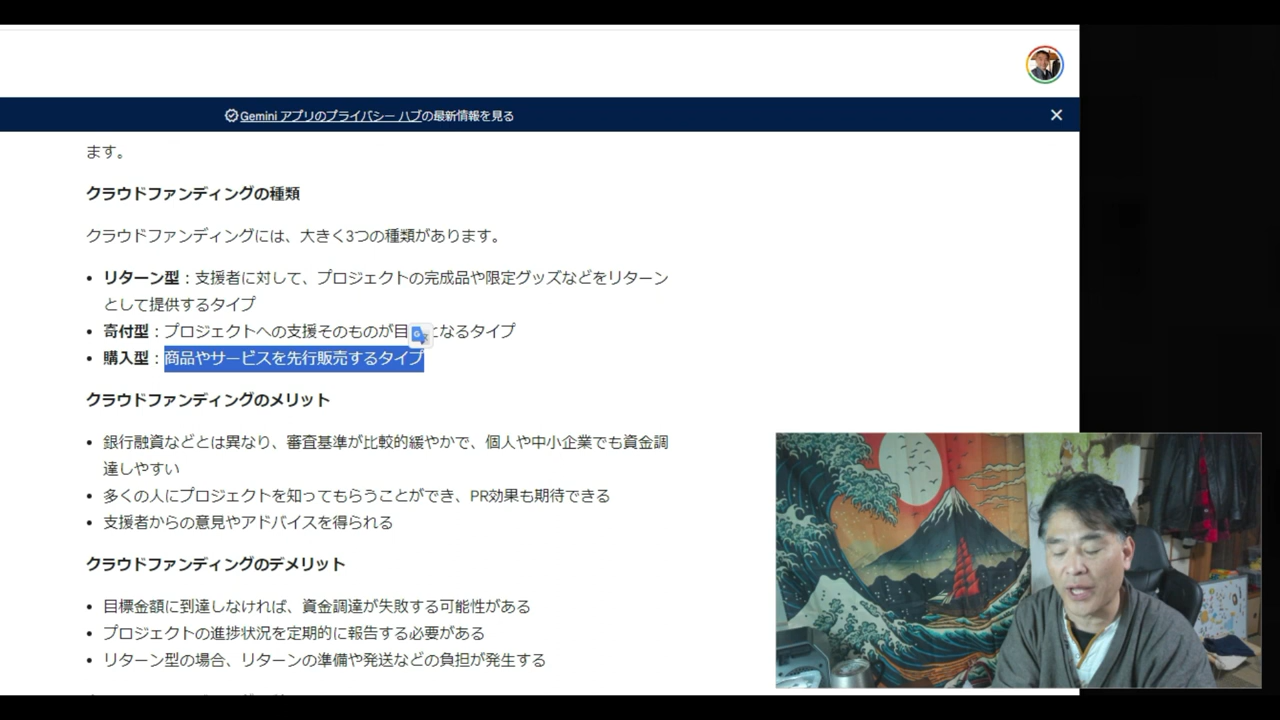 Gemini アプリのプライバシー ハブの最新情報を見る
ます。
クラウドファンディングの種類
クラウドファンディングには、大きく3つの種類があります。
• リターン型：支援者に対して、プロジェクトの完成品や限定グッズなどをリターン
として提供するタイプ
• 寄付型：プロジェクトへの支援そのものが目 になるタイプ
• 購入型：商品やサービスを先行販売するタイプ
クラウドファンディングのメリット
• 銀行融資などとは異なり、審査基準が比較的緩やかで、個人や中小企業でも資金調
達しやすい
• 多くの人にプロジェクトを知ってもらうことができ、PR効果も期待できる
• 支援者からの意見やアドバイスを得られる
クラウドファンディングのデメリット
• 目標金額に到達しなければ、資金調達が失敗する可能性がある
• プロジェクトの進捗状況を定期的に報告する必要がある
• リターン型の場合、リターンの準備や発送などの負担が発生する